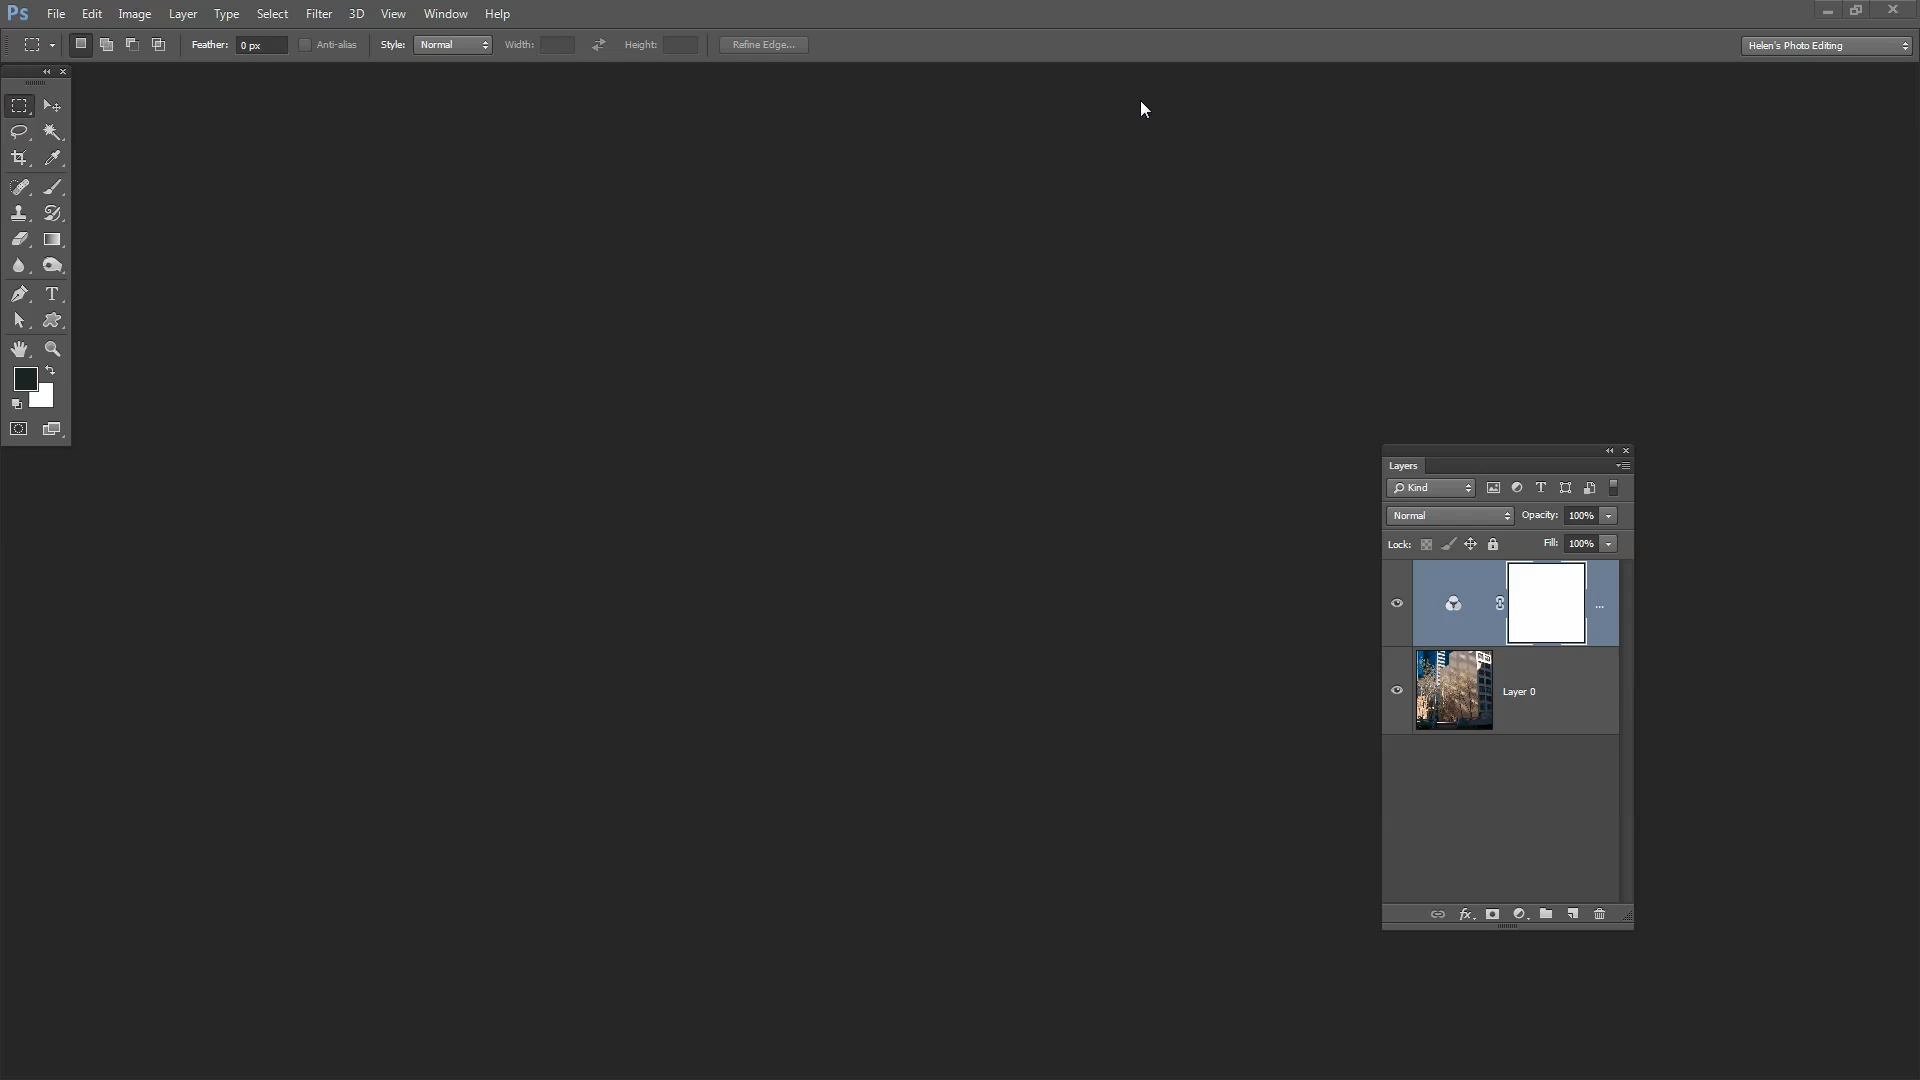 Ps File Edit Image Layer Type Select Filter 3D View Window Help
Feather: 0 px Anti-alias Style: Normal Width: Height: Refine Edge... Helen's Photo Editing
T
Layers
Kind T
Normal Opacity: 100%
Lock: Fill: 100%
...
Layer 0
fx